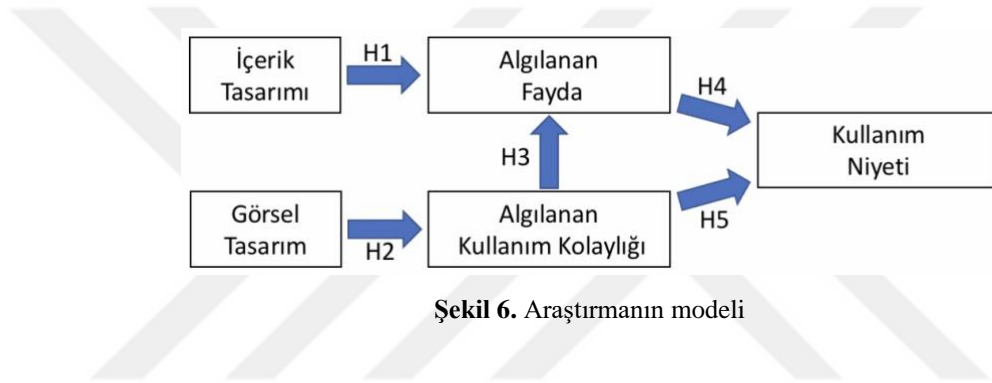 İçerik
Tasarımı
H1
Algılanan
Fayda
H4
Kullanım
Niyeti
H3
Görsel
Tasarım
H2
Algılanan
Kullanım Kolaylığı
H5
Şekil 6. Araştırmanın modeli